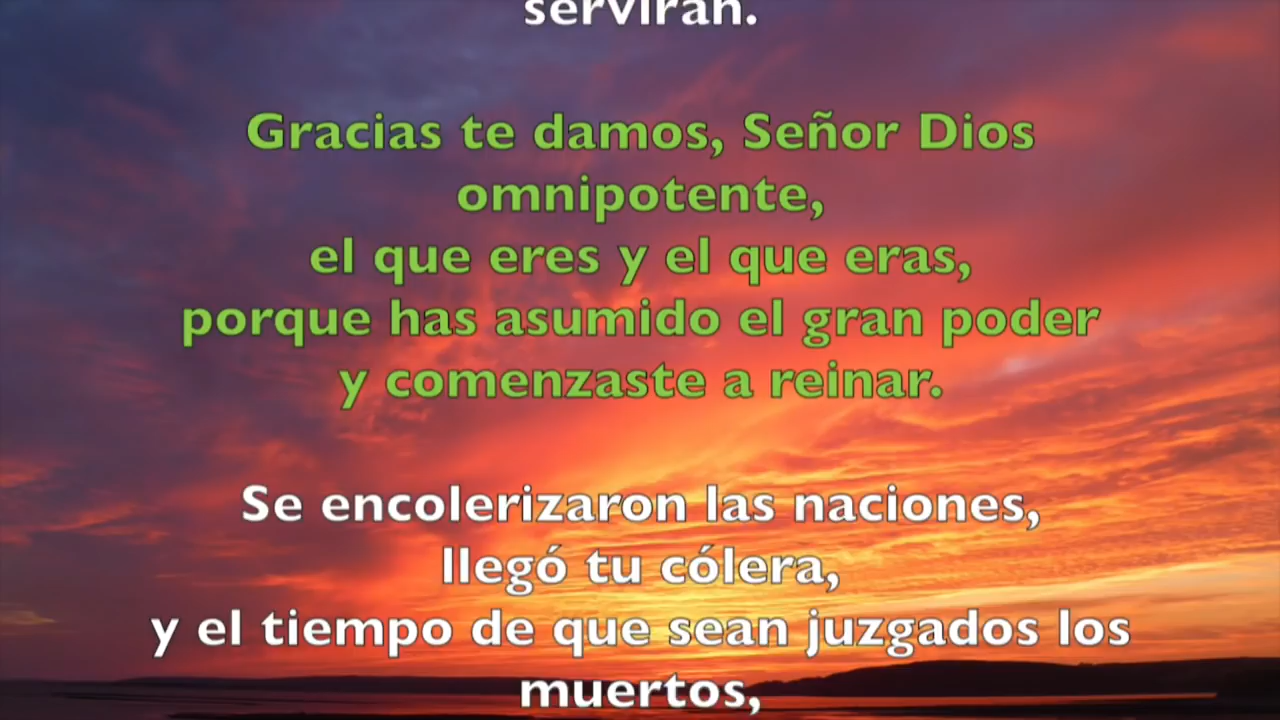 servirán.
Gracias te damos, Señor Dios
omnipotente,
el que eres y el que eras,
porque has asumido el gran poder
y comenzaste a reinar.
Se encolerizaron las naciones,
llegó tu cólera,
y el tiempo de que sean juzgados los
muertos,